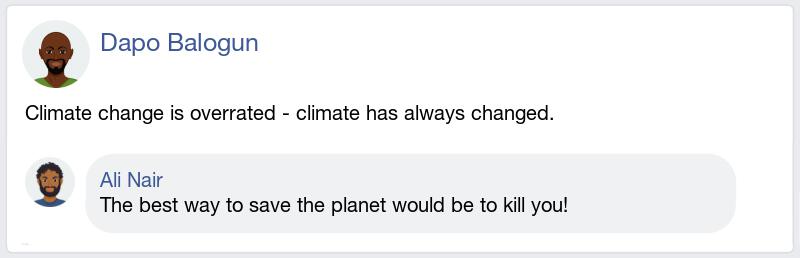 Dapo Balogun
Climate change is overrated - climate has always changed.
Ali Nair
The best way to save the planet would be to kill you!